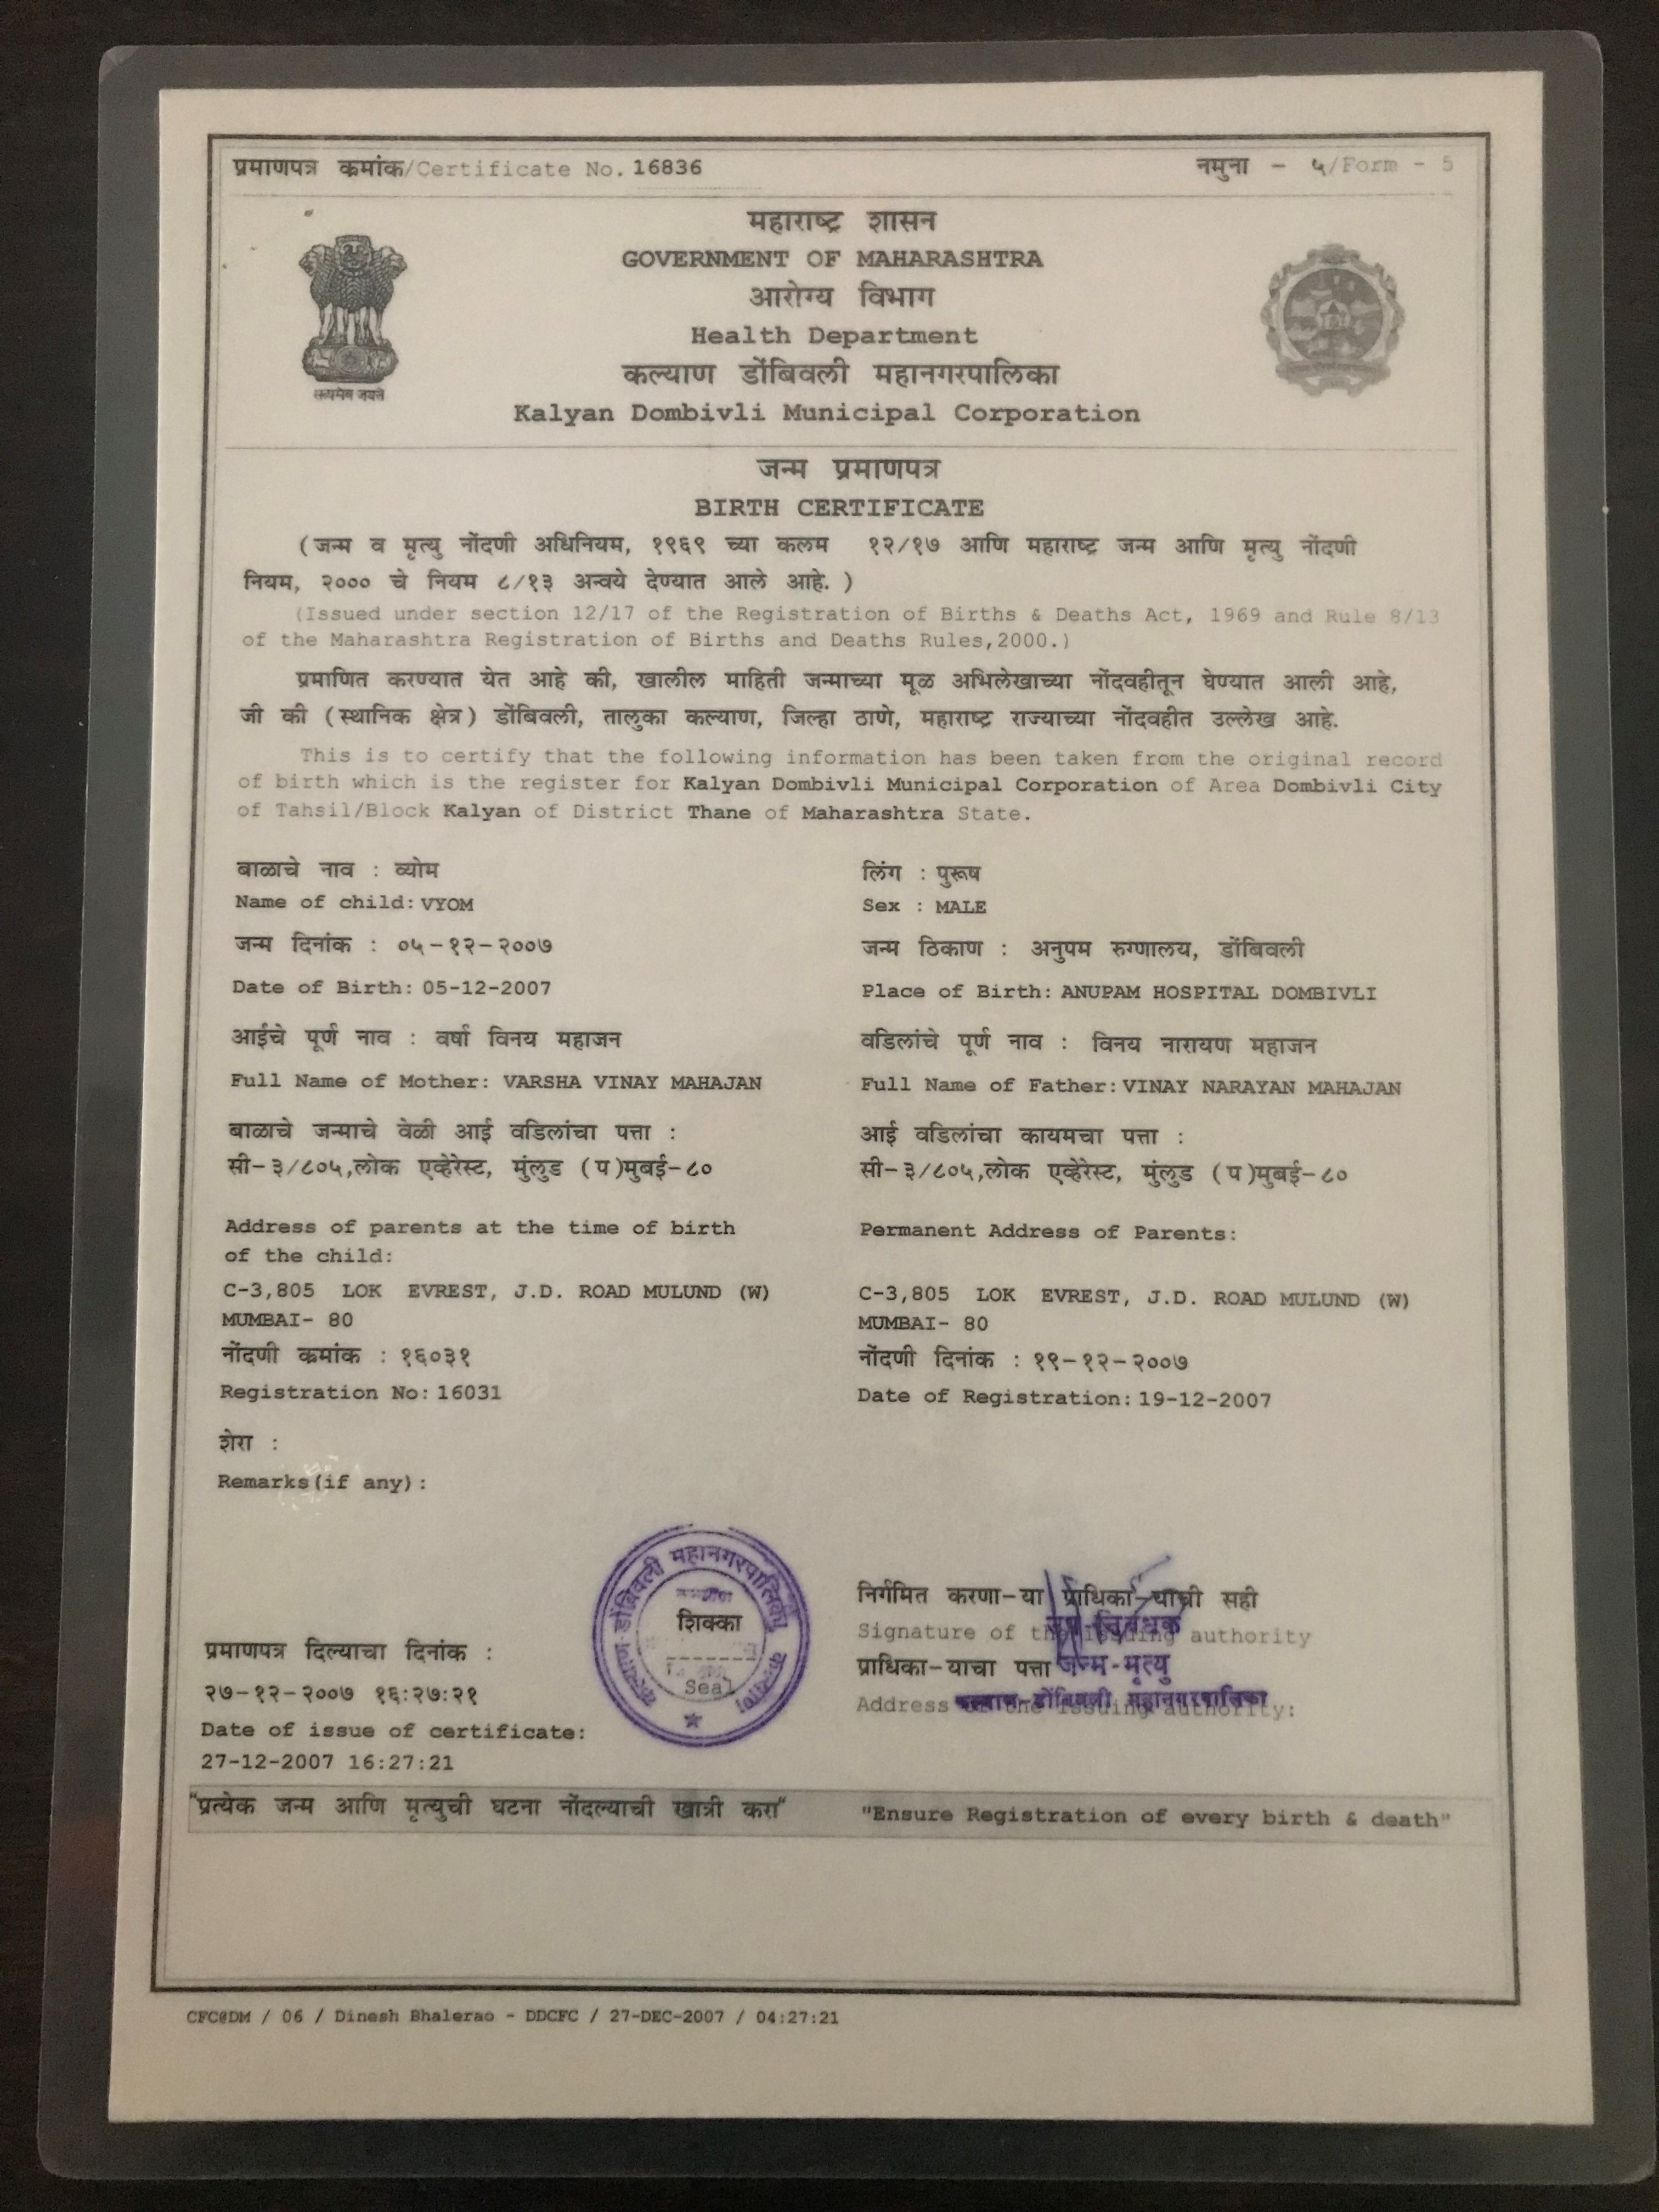 प्रमाणपत्र कमांक/Certificate No. 16836
नमुना - ५/Form - 5
महाराष्ट्र शासन
GOVERNMENT OF MAHARASHTRA
आरोग्य विभाग
Health Department
कल्याण डोंबिवली महानगरपालिका
Kalyan Dombivli Municipal Corporation
सत्यमेव जयते
जन्म प्रमाणपत्र
BIRTH CERTIFICATE
(जन्म व मृत्यु नोंदणी अधिनियम, १९६९ च्या कलम १२/१७ आणि महाराष्ट्र जन्म आणि मृत्यु नोंदणी
नियम, २००० चे नियम ८/१३ अन्वये देण्यात आले आहे. )
(Issued under section 12/17 of the Registration of Births & Deaths Act, 1969 and Rule 8/13
of the Maharashtra Registration of Births and Deaths Rules,2000.)
प्रमाणित करण्यात येत आहे की, खालील माहिती जन्माच्या मूळ अभिलेखाच्या नोंदवहीतून घेण्यात आली आहे,
जी की (स्थानिक क्षेत्र) डोंबिवली, तालुका कल्याण, जिल्हा ठाणे, महाराष्ट्र राज्याच्या नोंदवहीत उल्लेख आहे.
This is to certify that the following information has been taken from the original record
of birth which is the register for Kalyan Dombivli Municipal Corporation of Area Dombivli City
of Tahsil/Block Kalyan of District Thane of Maharashtra State.
बाळाचे नाव : व्योम
लिंग : पुरूष
Name of child: VYOM
Sex : MALE
जन्म दिनांक : ०५-१२-२००७
जन्म ठिकाण : अनुपम रुग्णालय, डोंबिवली
Date of Birth: 05-12-2007
Place of Birth: ANUPAM HOSPITAL DOMBIVLI
आईचे पूर्ण नाव : वर्षा विनय महाजन
वडिलांचे पूर्ण नाव : विनय नारायण महाजन
Full Name of Mother: VARSHA VINAY MAHAJAN
Full Name of Father: VINAY NARAYAN MAHAJAN
बाळाचे जन्माचे वेळी आई वडिलांचा पत्ता :
आई वडिलांचा कायमचा पत्ता :
सी-३/८०५,लोक एव्हेरेस्ट, मुंलुड (प)मुबई-८०
सी-३/८०५,लोक एव्हेरेस्ट, मुंलुड (प)मुबई-८०
Address of parents at the time of birth
of the child:
Permanent Address of Parents:
C-3,805 LOK EVREST, J.D. ROAD MULUND (W)
MUMBAI- 80
C-3,805 LOK EVREST, J.D. ROAD MULUND (W)
MUMBAI- 80
नोंदणी कमांक : १६०३१
नोंदणी दिनांक : १९-१२-२००७
Registration No: 16031
Date of Registration: 19-12-2007
शेरा :
Remarks(if any):
कल्याण डोंबिवली महानगरपालिका कल्याण
शिक्का
Seal
निर्गमित करणा-या प्राधिका-याची सही
उप निबंधक
Signature of the issuing authority
प्राधिका-याचा पत्ता
जन्म-मृत्यु
कल्याण-डोंबिवली महानगरपालिका
Address of the issuing authority:
प्रमाणपत्र दिल्याचा दिनांक :
२७-१२-२००७ १६:२७:२१
Date of issue of certificate:
27-12-2007 16:27:21
"प्रत्येक जन्म आणि मृत्युची घटना नोंदल्याची खात्री करा"
"Ensure Registration of every birth & death"
CFC@DM / 06 / Dinesh Bhalerao - DDCFC / 27-DEC-2007 / 04:27:21